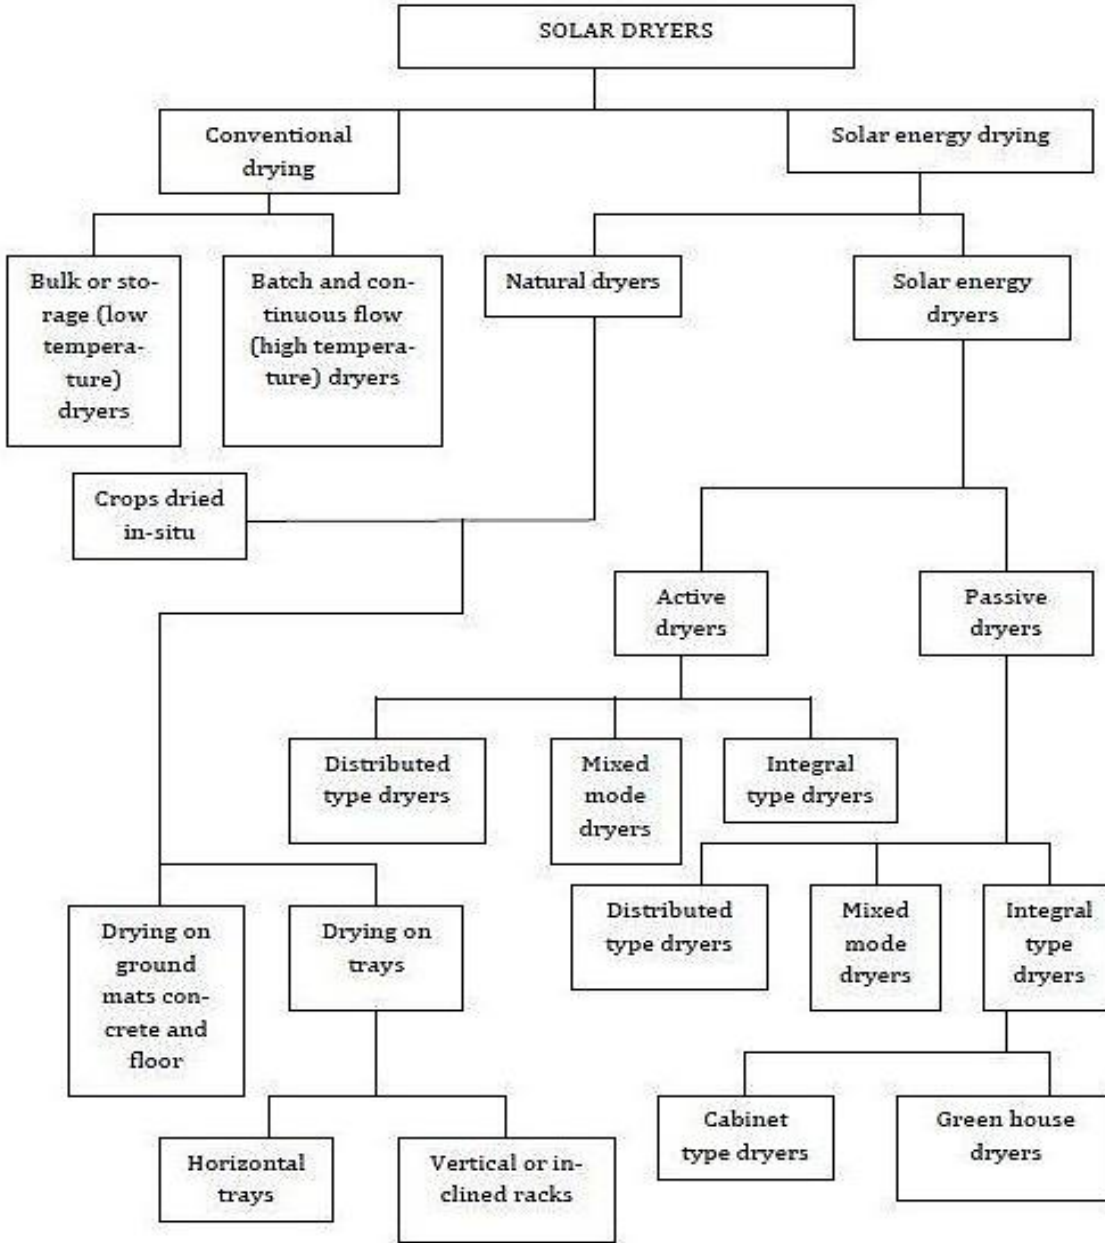 SOLAR DRYERS
Conventional
drying
Solar energy drying
Bulk or sto-
rage (low
tempera-
ture)
dryers
Batch and con-
tinuous flow
(high tempera-
ture) dryers
Natural dryers
Solar energy
dryers
Crops dried
in-situ
Active
dryers
Passive
dryers
Distributed
type dryers
Mixed
mode
dryers
Integral
type dryers
Distributed
type dryers
Mixed
mode
dryers
Integral
type
dryers
Drying on
ground
mats con-
crete and
floor
Drying on
trays
Cabinet
type dryers
Green house
dryers
Horizontal
trays
Vertical or in-
clined racks